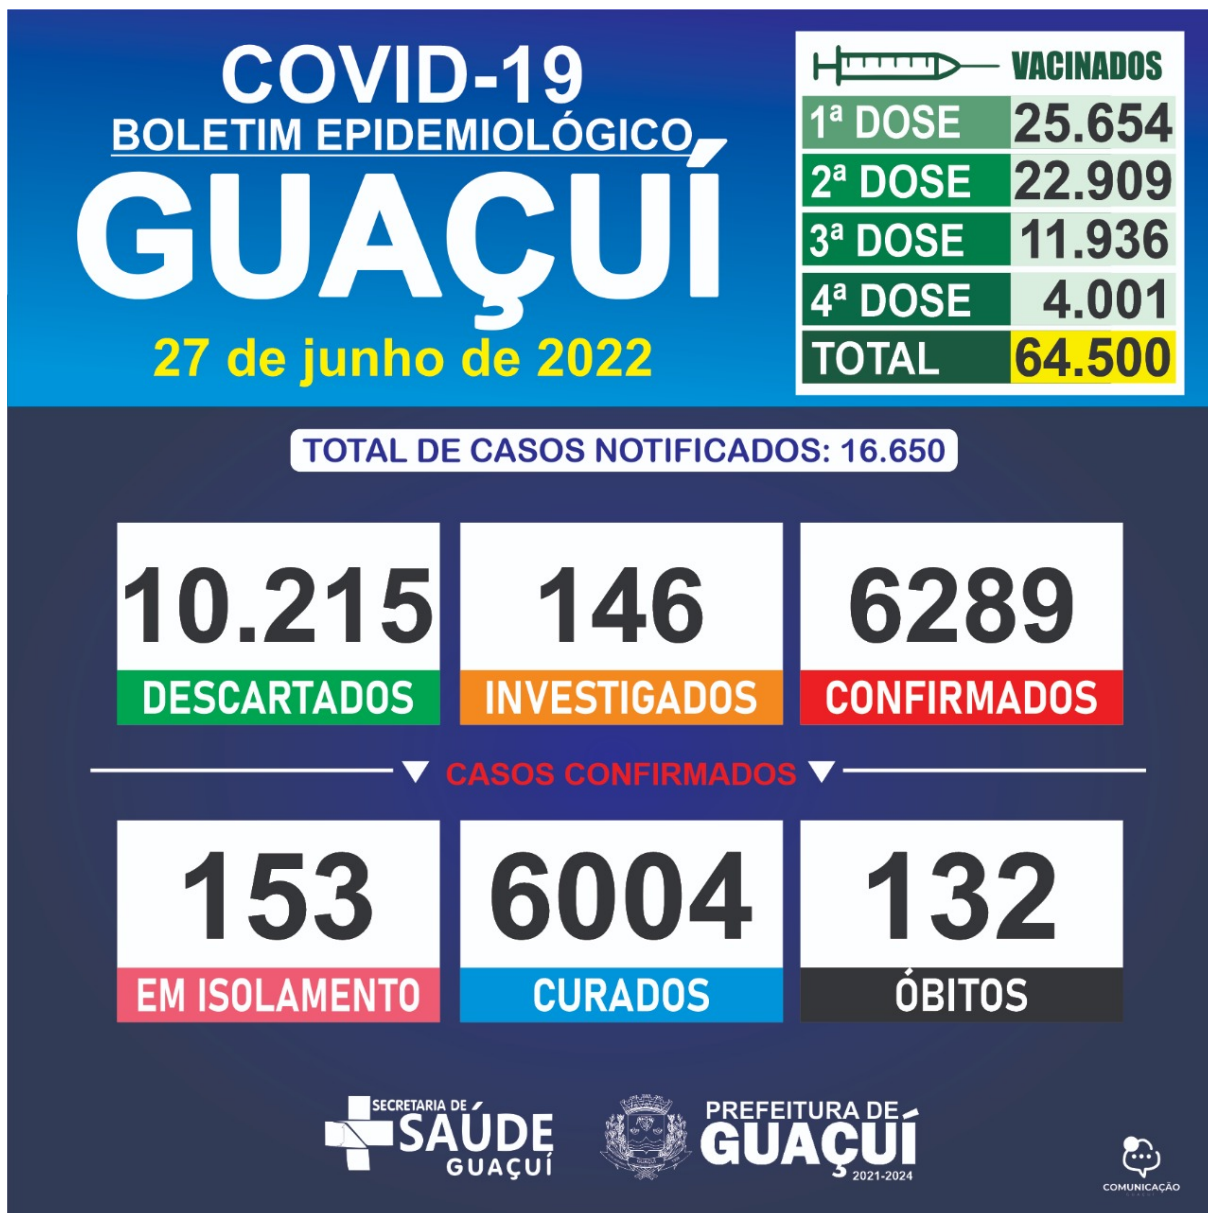 COVID-19
BOLETIM EPIDEMIOLÓGICO
GUAÇUÍ
27 de junho de 2022
VACINADOS
1ª DOSE 25.654
2ª DOSE 22.909
3ª DOSE 11.936
4ª DOSE 4.001
TOTAL 64.500
TOTAL DE CASOS NOTIFICADOS: 16.650
10.215
DESCARTADOS
146
INVESTIGADOS
6289
CONFIRMADOS
CASOS CONFIRMADOS
153
EM ISOLAMENTO
6004
CURADOS
132
ÓBITOS
SECRETARIA DE
SAÚDE
GUAÇUÍ
PREFEITURA DE
GUAÇUÍ
2021-2024
COMUNICAÇÃO